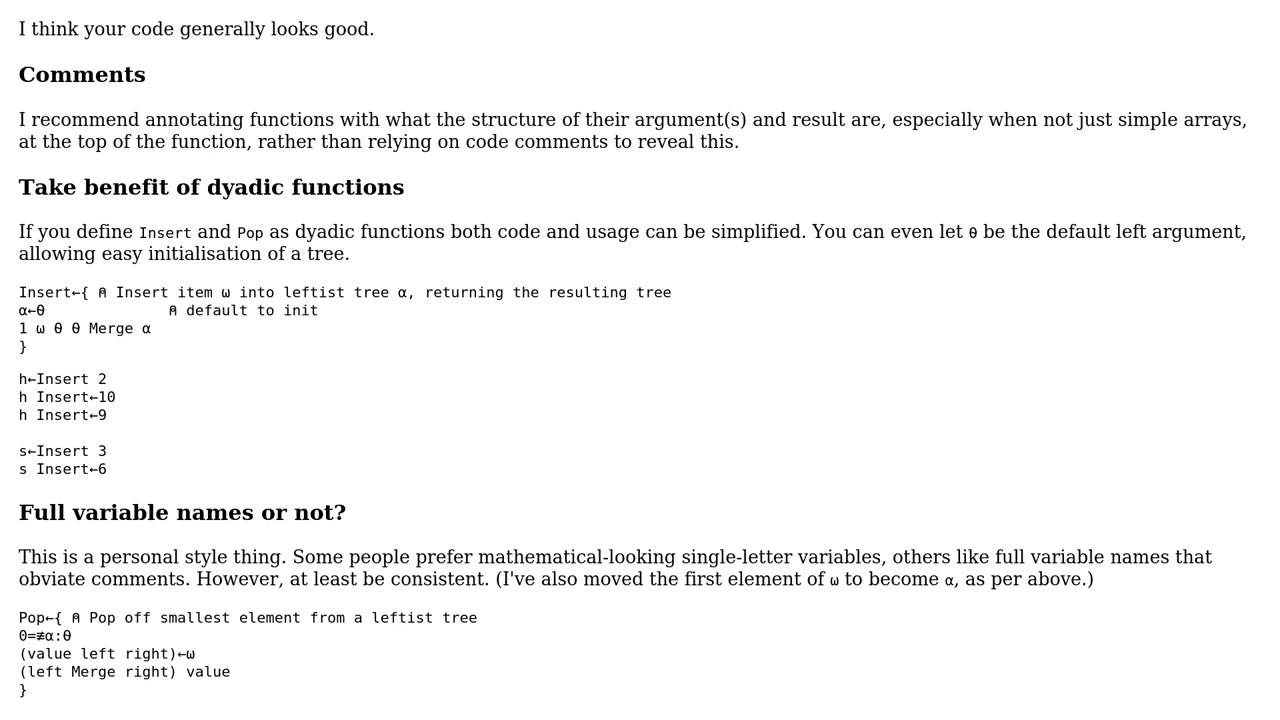 I think your code generally looks good.
Comments
I recommend annotating functions with what the structure of their argument(s) and result are, especially when not just simple arrays,
at the top of the function, rather than relying on code comments to reveal this.
Take benefit of dyadic functions
If you define Insert and Pop as dyadic functions both code and usage can be simplified. You can even let ⍬ be the default left argument,
allowing easy initialisation of a tree.
Insert←{ ⍝ Insert item ⍵ into leftist tree ⍺, returning the resulting tree
⍺←⍬ ⍝ default to init
1 ⍵ ⍬ ⍬ Merge ⍺
}
h←Insert 2
h Insert←10
h Insert←9
s←Insert 3
s Insert←6
Full variable names or not?
This is a personal style thing. Some people prefer mathematical-looking single-letter variables, others like full variable names that
obviate comments. However, at least be consistent. (I've also moved the first element of ⍵ to become ⍺, as per above.)
Pop←{ ⍝ Pop off smallest element from a leftist tree
0=≢⍺:⍬
(value left right)←⍵
(left Merge right) value
}